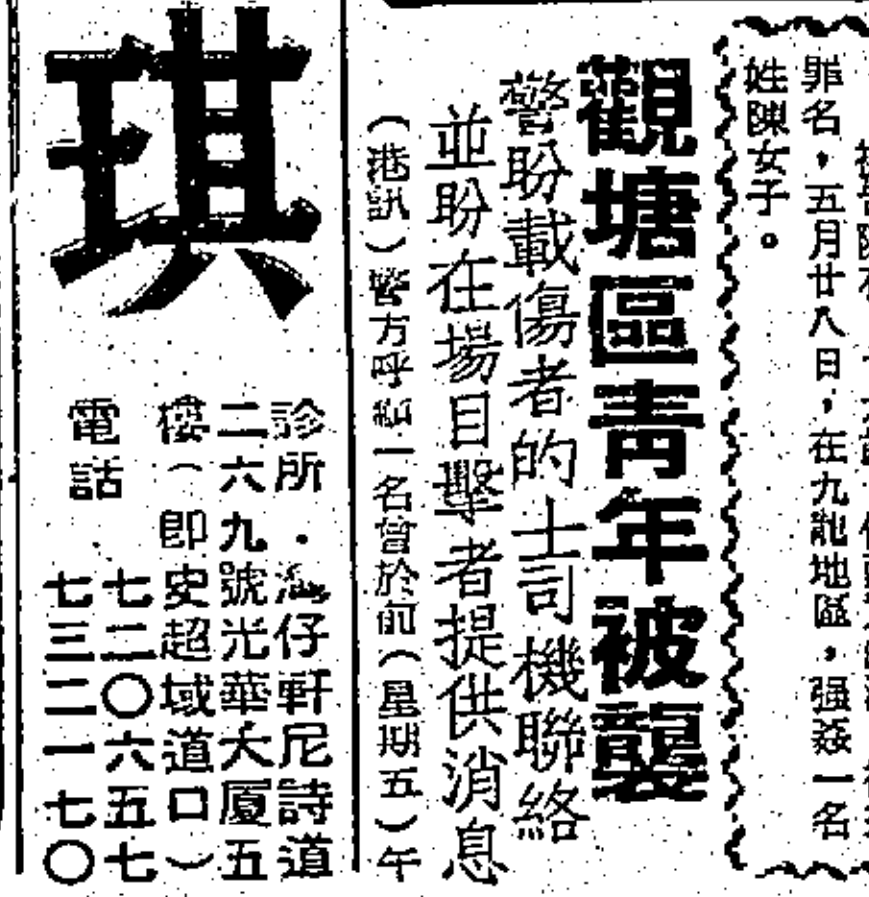 罪名，五月廿八日，在九龍地區，强姦一名
姓陳女子。
觀塘區青年被襲
警盼載傷者的士司機聯絡
並盼在場目擊者提供消息
（港訊）警方呼籲一名曾於前（星期五）午
琪
診所．灣仔軒尼詩道
二六九號光華大厦五
樓（即史超域道口）
電話
七二〇六五七
七三二一七〇